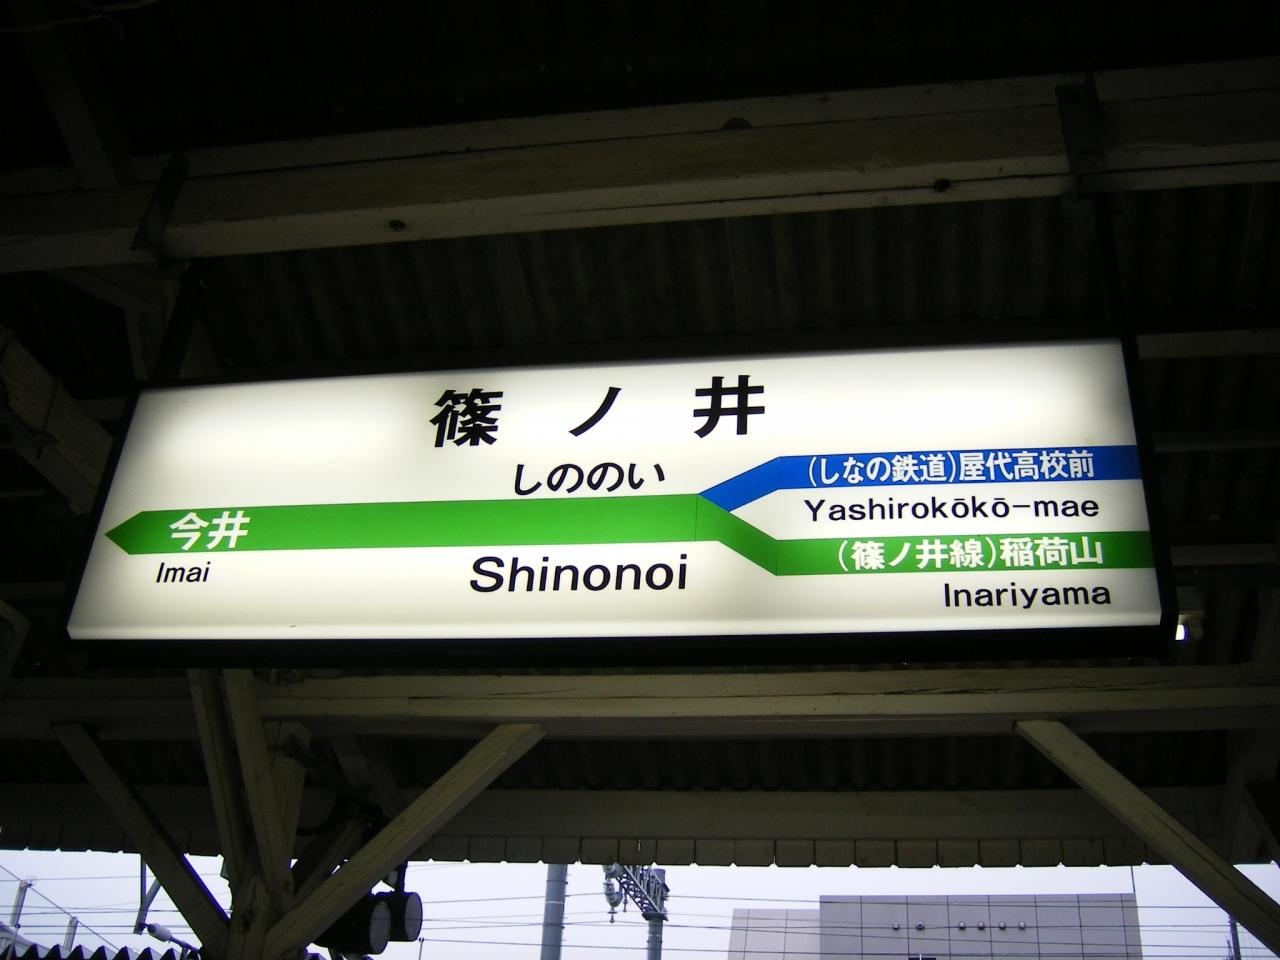 篠ノ井
しののい
今井
Imai
Shinonoi
(しなの鉄道)屋代高校前
Yashirokōkō-mae
(篠ノ井線)稲荷山
Inariyama